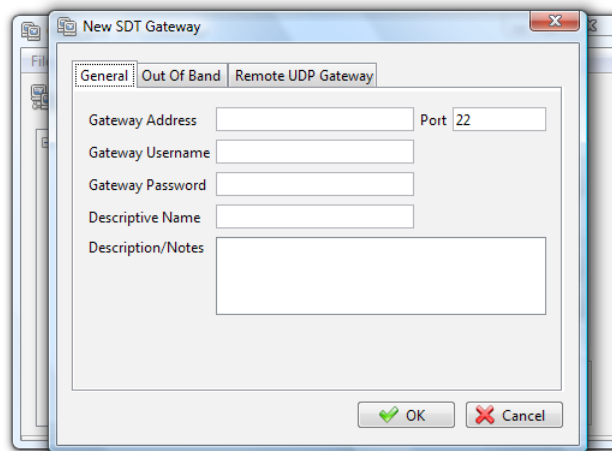 New SDT Gateway
General Out Of Band Remote UDP Gateway
Gateway Address Port 22
Gateway Username
Gateway Password
Descriptive Name
Description/Notes
OK Cancel